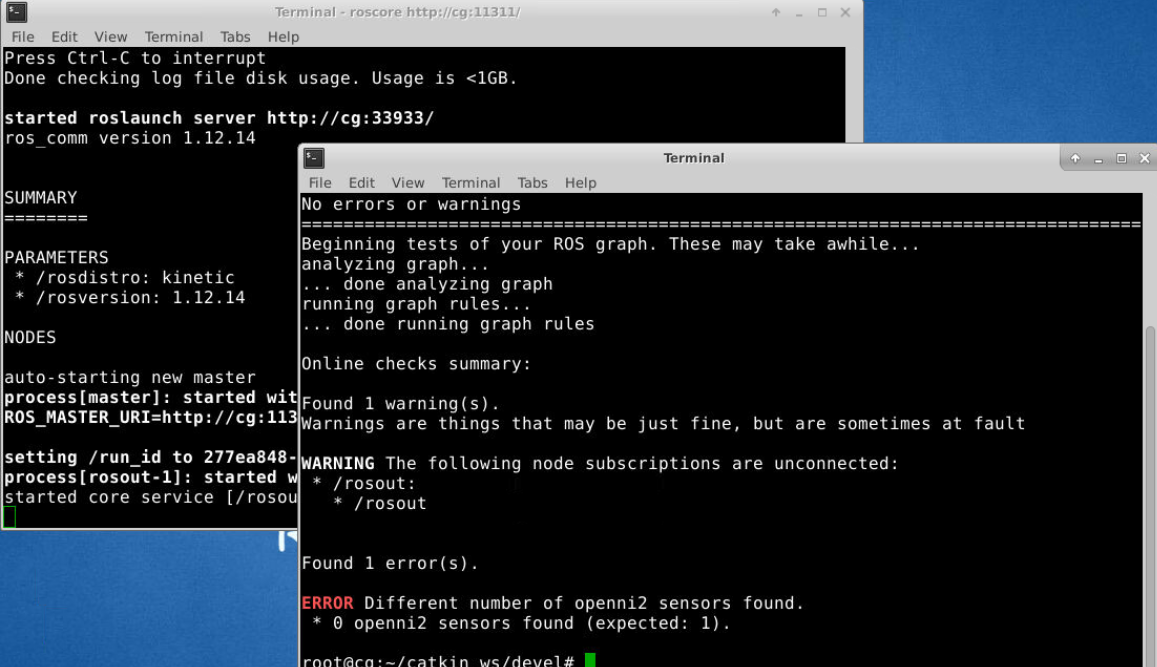 Terminal - roscore http://cg:11311/
File Edit View Terminal Tabs Help
Press Ctrl-C to interrupt
Done checking log file disk usage. Usage is <1GB.
started roslaunch server http://cg:33933/
ros_comm version 1.12.14
SUMMARY
========
PARAMETERS
* /rosdistro: kinetic
* /rosversion: 1.12.14
NODES
auto-starting new master
process[master]: started wit
ROS_MASTER_URI=http://cg:113
setting /run_id to 277ea848-
process[rosout-1]: started w
started core service [/rosou
Terminal
File Edit View Terminal Tabs Help
No errors or warnings
================================================================================
Beginning tests of your ROS graph. These may take awhile...
analyzing graph...
... done analyzing graph
running graph rules...
... done running graph rules
Online checks summary:
Found 1 warning(s).
Warnings are things that may be just fine, but are sometimes at fault
WARNING The following node subscriptions are unconnected:
* /rosout:
* /rosout
Found 1 error(s).
ERROR Different number of openni2 sensors found.
* 0 openni2 sensors found (expected: 1).
root@cg:~/catkin_ws/devel#